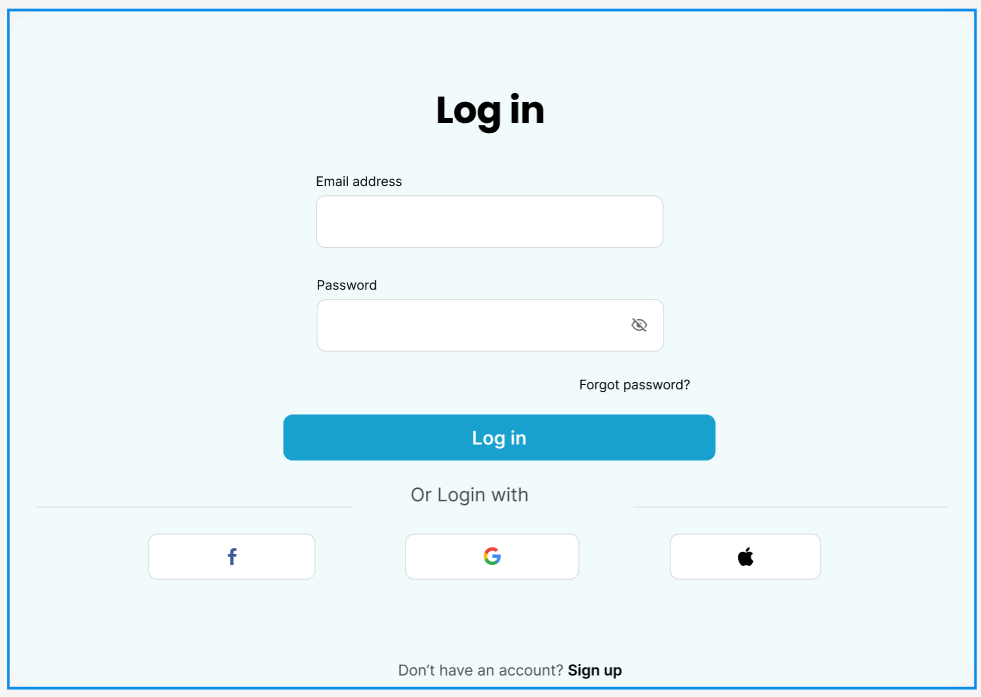 Log in
Email address
Password
Forgot password?
Log in
Or Login with
Don't have an account? Sign up